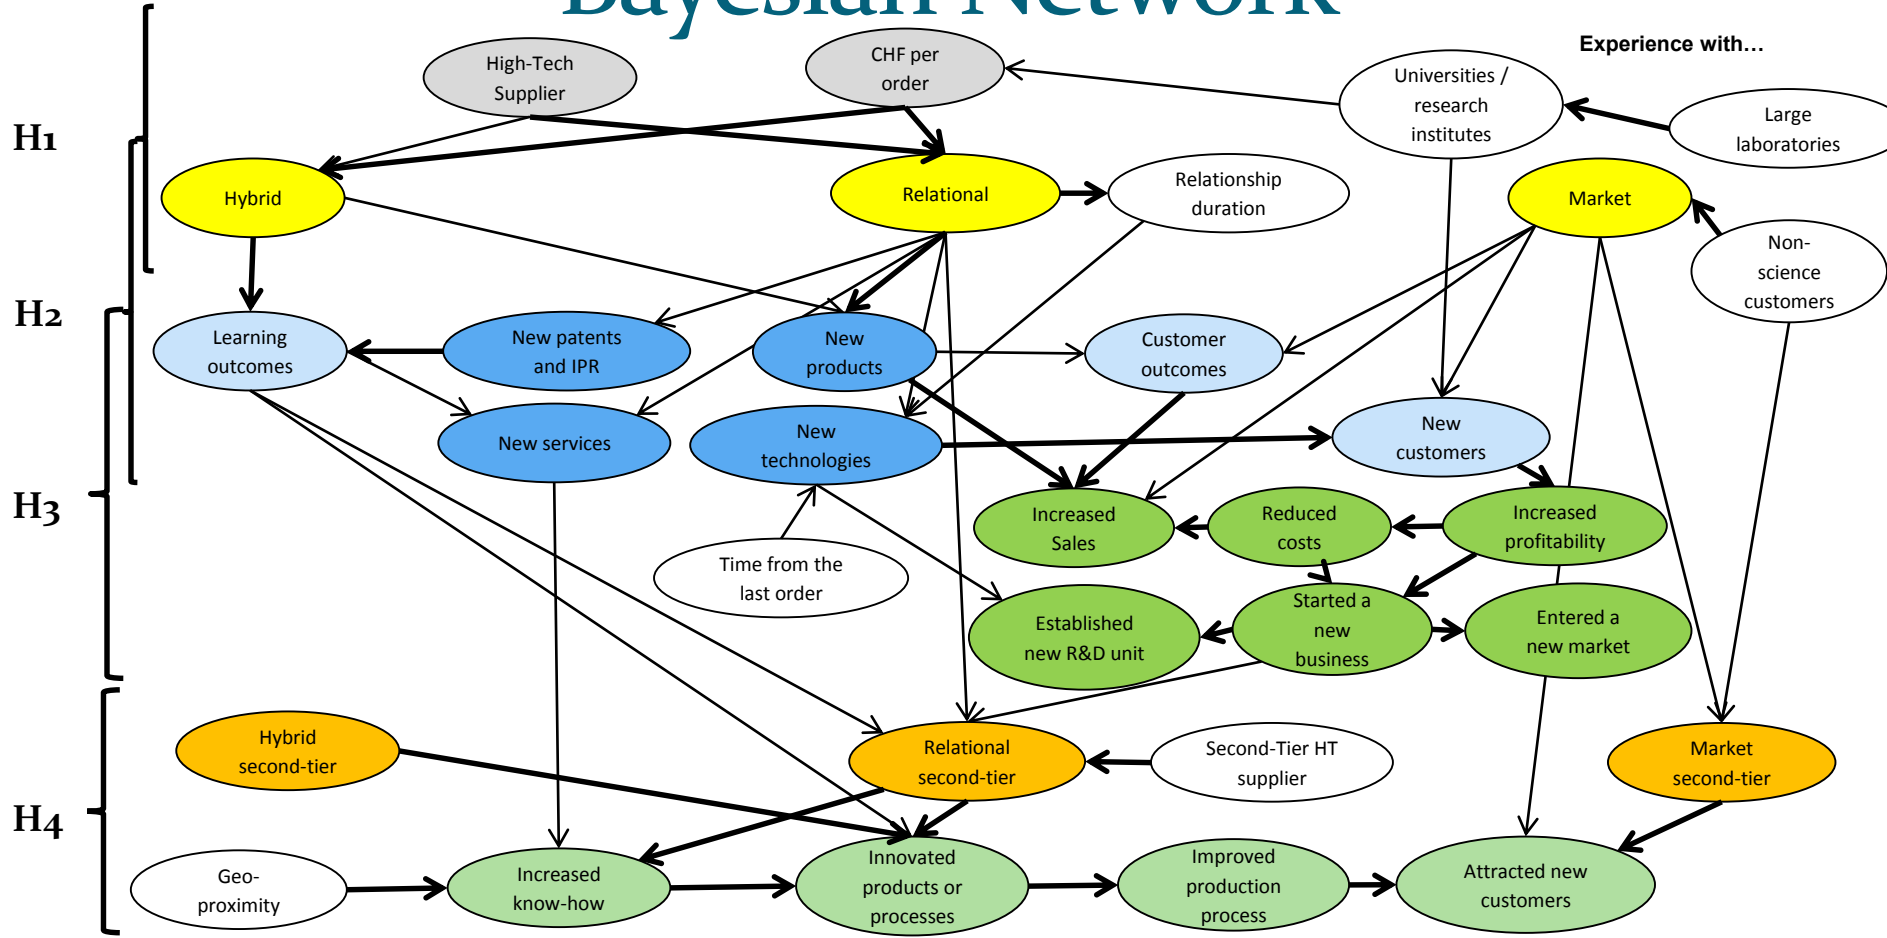 Bayesian Network
Experience with...
High-Tech
Supplier
CHF per
order
Universities /
research
institutes
Large
laboratories
H1
Hybrid
Relational
Relationship
duration
Market
Non-
science
customers
H2
Learning
outcomes
New patents
and IPR
New
products
Customer
outcomes
New services
New
technologies
New
customers
H3
Increased
Sales
Reduced
costs
Increased
profitability
Time from the
last order
Established
new R&D unit
Started a
new
business
Entered a
new market
Hybrid
second-tier
Relational
second-tier
Second-Tier HT
supplier
Market
second-tier
H4
Geo-
proximity
Increased
know-how
Innovated
products or
processes
Improved
production
process
Attracted new
customers